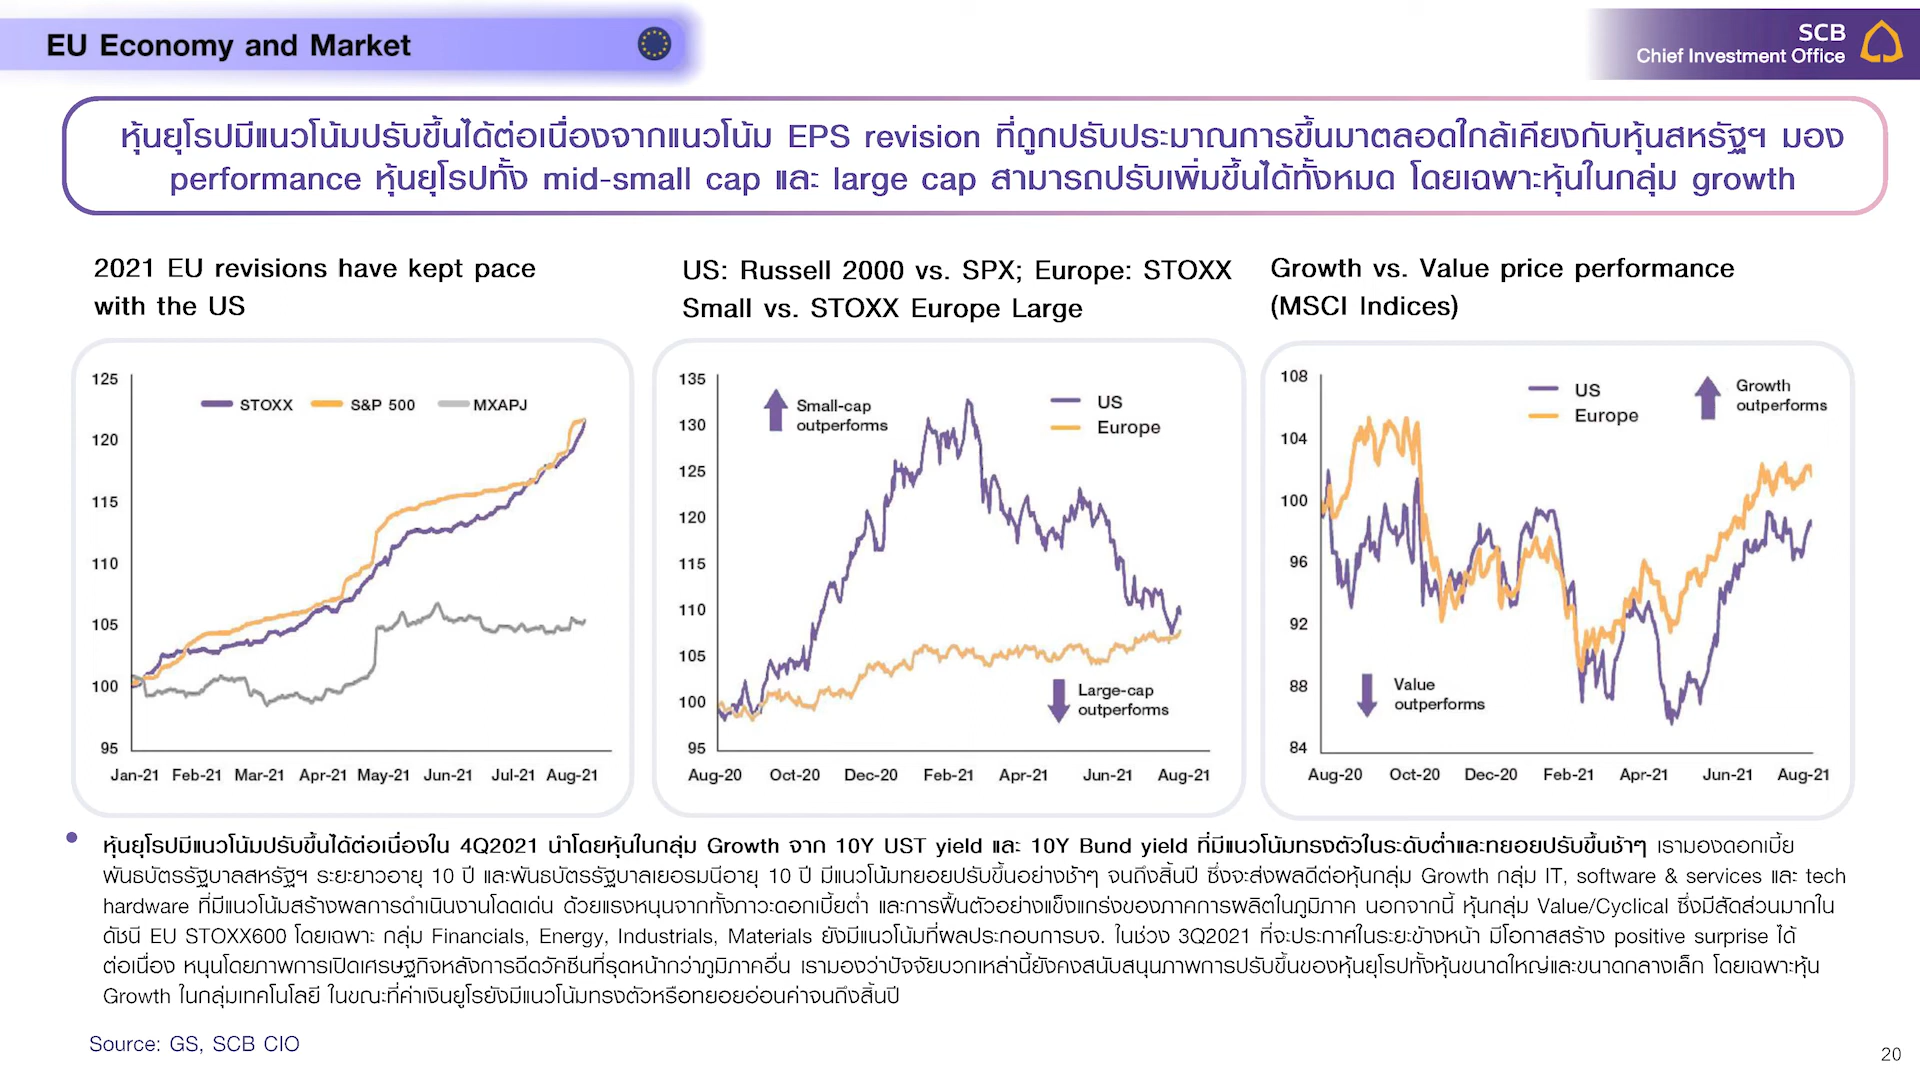 EU Economy and Market
SCB
Chief Investment Office
หุ้นยุโรปมีแนวโน้มปรับขึ้นได้ต่อเนื่องจากแนวโน้ม EPS revision ที่ถูกปรับประมาณการขึ้นมาตลอดใกล้เคียงกับหุ้นสหรัฐฯ มอง
performance หุ้นยุโรปทั้ง mid-small cap และ large cap สามารถปรับเพิ่มขึ้นได้ทั้งหมด โดยเฉพาะหุ้นในกลุ่ม growth
2021 EU revisions have kept pace
with the US
125
120
115
110
105
100
95
STOXX S&P 500 MXAPJ
Jan-21 Feb-21 Mar-21 Apr-21 May-21 Jun-21 Jul-21 Aug-21
US: Russell 2000 vs. SPX; Europe: STOXX
Small vs. STOXX Europe Large
135
130
125
120
115
110
105
100
95
Small-cap
outperforms
US
Europe
Large-cap
outperforms
Aug-20 Oct-20 Dec-20 Feb-21 Apr-21 Jun-21 Aug-21
Growth vs. Value price performance
(MSCI Indices)
108
104
100
96
92
88
84
US
Europe
Growth
outperforms
Value
outperforms
Aug-20 Oct-20 Dec-20 Feb-21 Apr-21 Jun-21 Aug-21
• หุ้นยุโรปมีแนวโน้มปรับขึ้นได้ต่อเนื่องใน 4Q2021 นำโดยหุ้นในกลุ่ม Growth จาก 10Y UST yield และ 10Y Bund yield ที่มีแนวโน้มทรงตัวในระดับต่ำและทยอยปรับขึ้นช้าๆ เรามองดอกเบี้ย
พันธบัตรรัฐบาลสหรัฐฯ ระยะยาวอายุ 10 ปี และพันธบัตรรัฐบาลเยอรมนีอายุ 10 ปี มีแนวโน้มทยอยปรับขึ้นอย่างช้าๆ จนถึงสิ้นปี ซึ่งจะส่งผลดีต่อหุ้นกลุ่ม Growth กลุ่ม IT, software & services และ tech
hardware ที่มีแนวโน้มสร้างผลการดำเนินงานโดดเด่น ด้วยแรงหนุนจากทั้งภาวะดอกเบี้ยต่ำ และการฟื้นตัวอย่างแข็งแกร่งของภาคการผลิตในภูมิภาค นอกจากนี้ หุ้นกลุ่ม Value/Cyclical ซึ่งมีสัดส่วนมากใน
ดัชนี EU STOXX600 โดยเฉพาะ กลุ่ม Financials, Energy, Industrials, Materials ยังมีแนวโน้มที่ผลประกอบการบจ. ในช่วง 3Q2021 ที่จะประกาศในระยะข้างหน้า มีโอกาสสร้าง positive surprise ได้
ต่อเนื่อง หนุนโดยภาพการเปิดเศรษฐกิจหลังการฉีดวัคซีนที่รุดหน้ากว่าภูมิภาคอื่น เรามองว่าปัจจัยบวกเหล่านี้ยังคงสนับสนุนภาพการปรับขึ้นของหุ้นยุโรปทั้งหุ้นขนาดใหญ่และขนาดกลางเล็ก โดยเฉพาะหุ้น
Growth ในกลุ่มเทคโนโลยี ในขณะที่ค่าเงินยูโรยังมีแนวโน้มทรงตัวหรือทยอยอ่อนค่าจนถึงสิ้นปี
Source: GS, SCB CIO
20